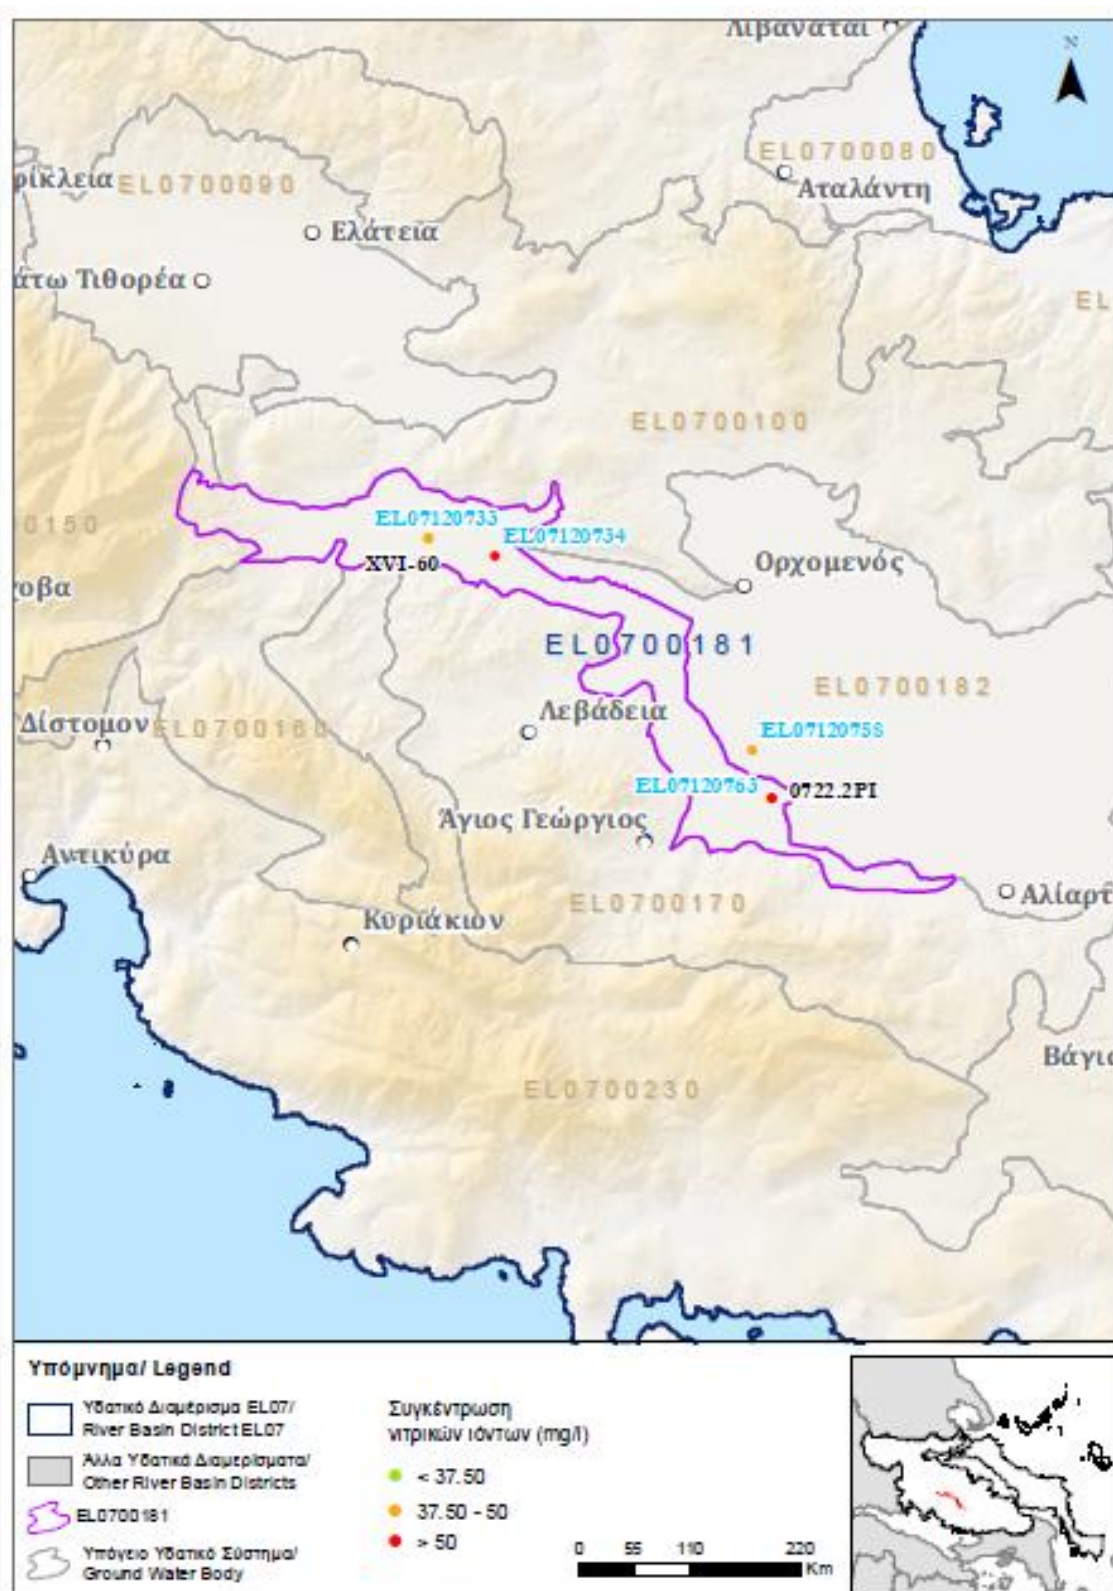 Λιβαναται
N
EL0700080
Αταλάντη
ρίκλεια EL0700090
Ελάτεια
άτω Τιθορέα
EL
EL0700100
0150
EL07120733
EL07120734
XVI-60
Ορχομενός
οβα
EL0700181
EL0700182
Δίστομον
EL0700160
Λεβάδεια
EL07120758
EL07120763
0722.2PI
Άγιος Γεώργιος
Αντικύρα
Αλίαρτ
EL0700170
Κυριάκιον
Βάγια
EL0700230
Υπόμνημα/ Legend
Υδατικό Διαμέρισμα EL07/
River Basin District EL07
Άλλα Υδατικά Διαμερίσματα/
Other River Basin Districts
EL0700181
Υπόγειο Υδατικό Σύστημα/
Ground Water Body
Συγκέντρωση
νιτρικών ιόντων (mg/l)
< 37.50
37.50 - 50
> 50
0 55 110 220
Km